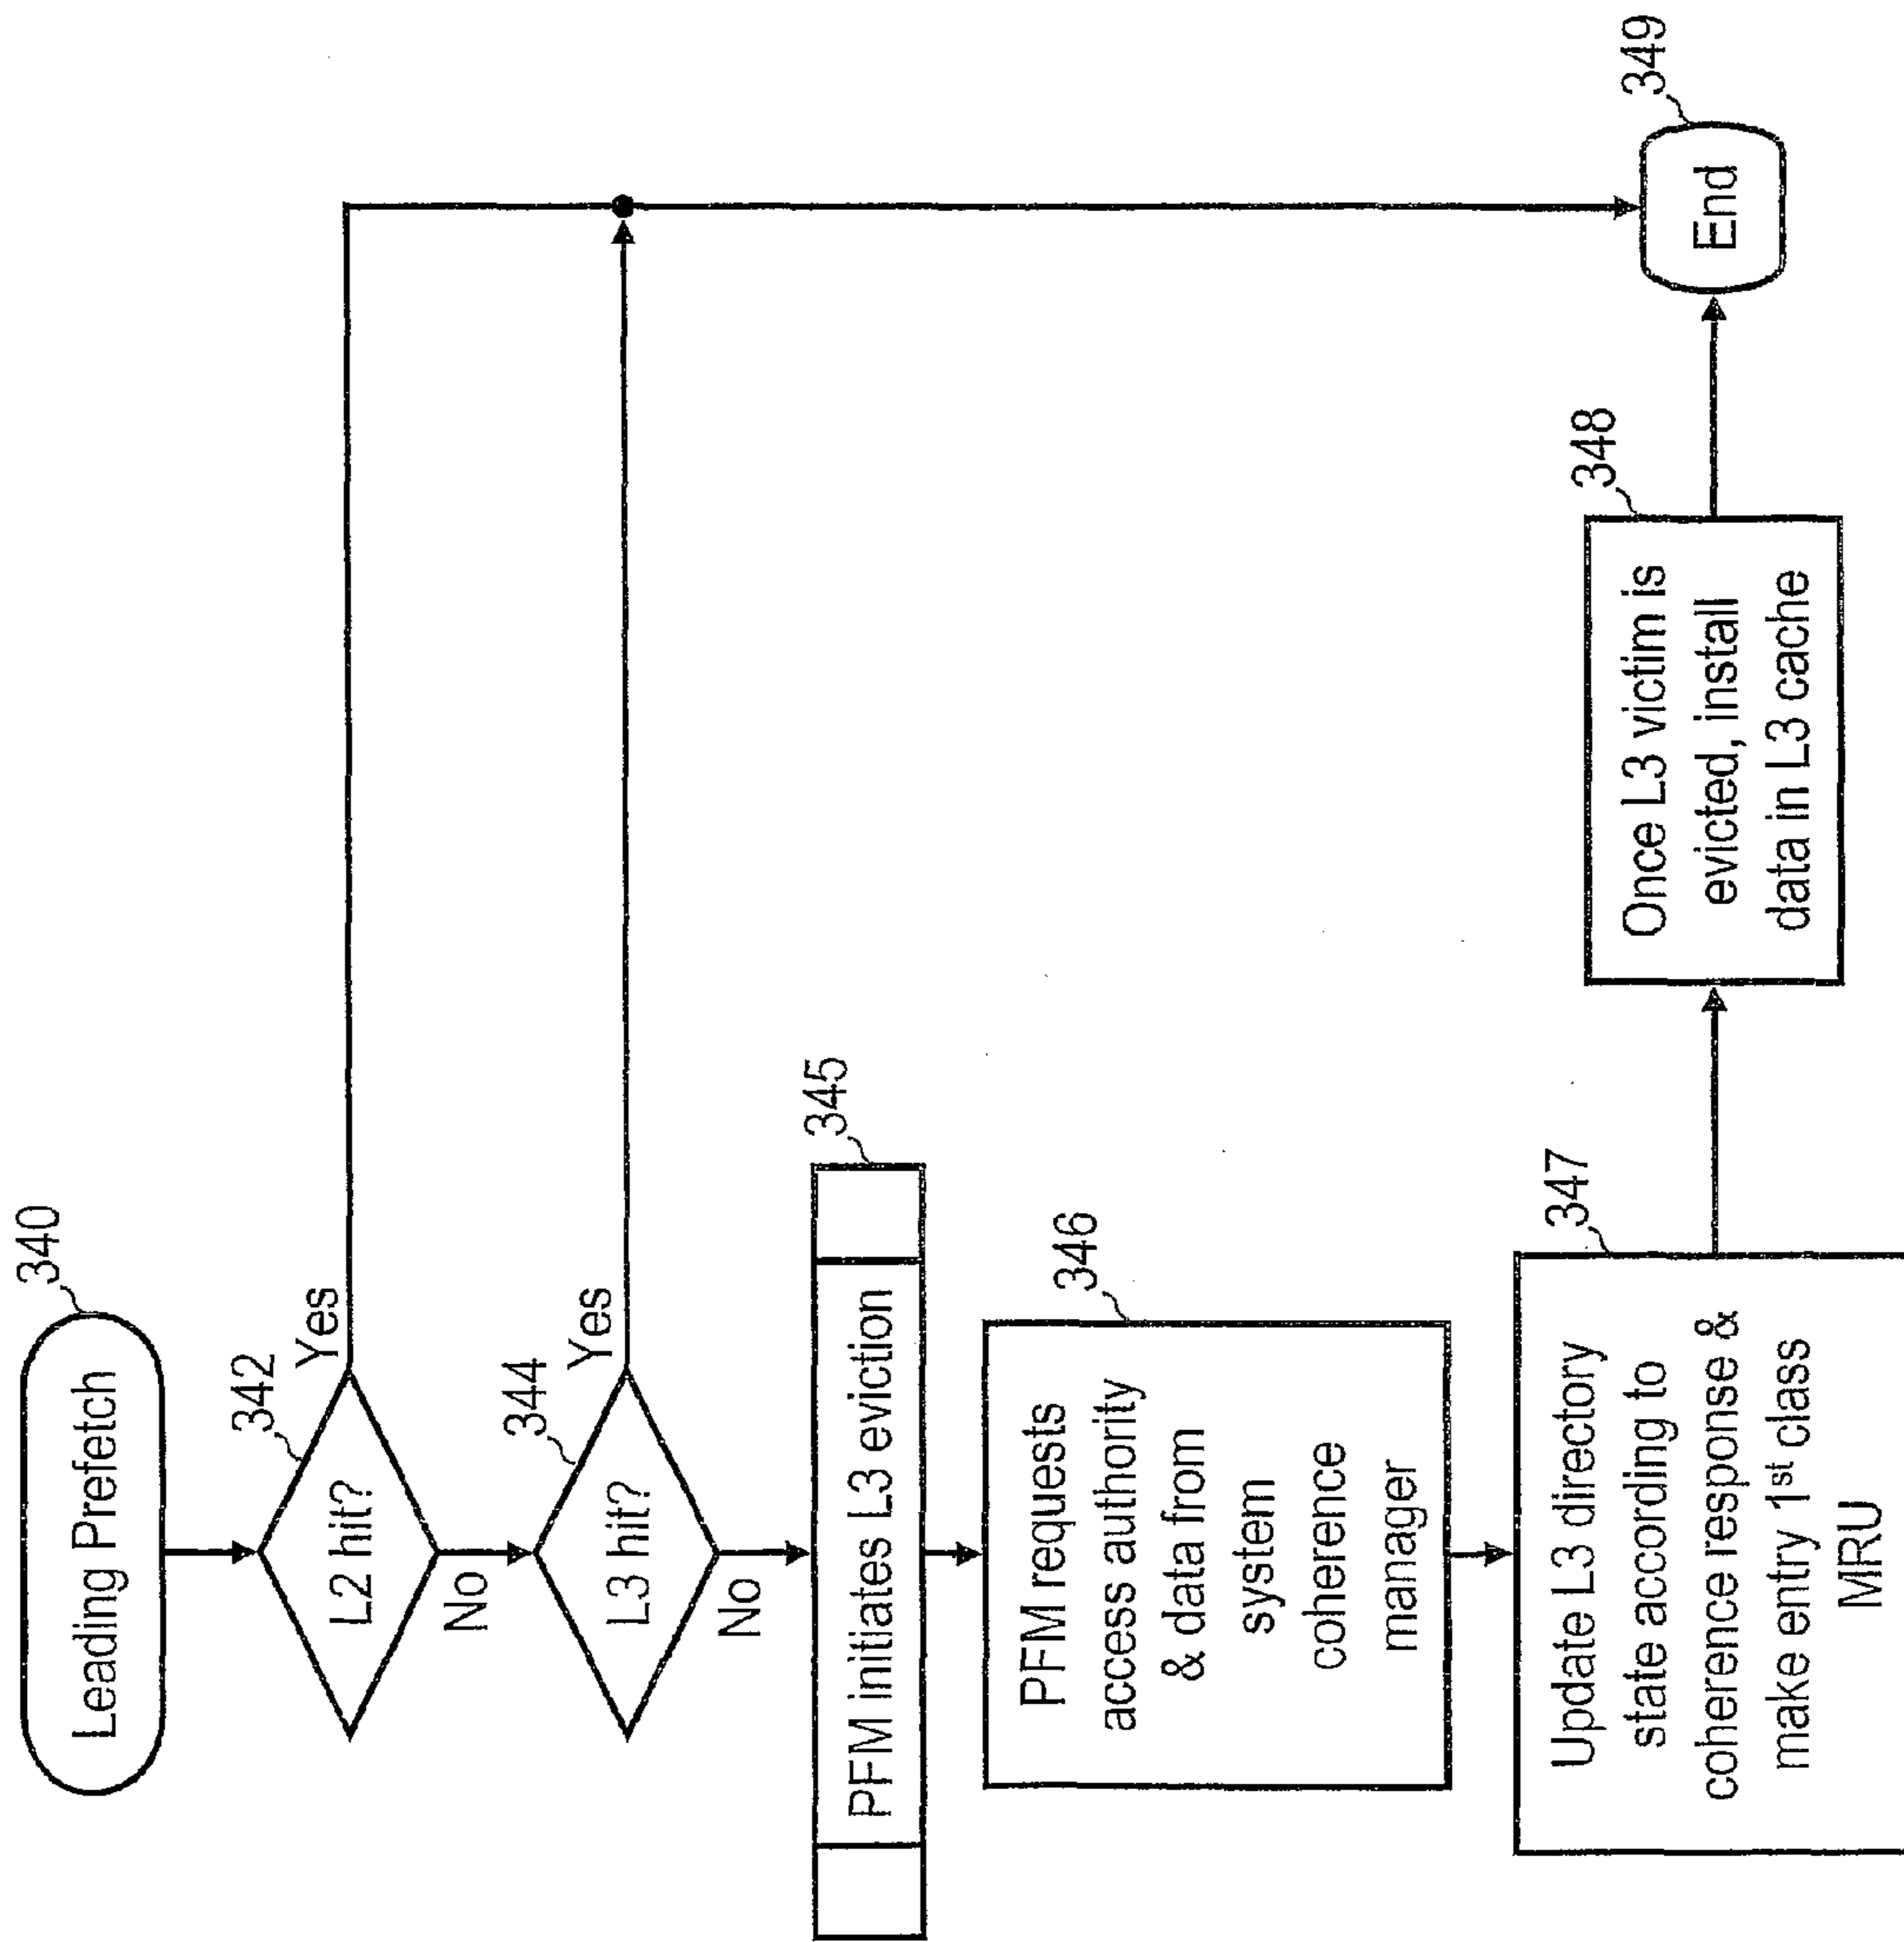 340
Leading Prefetch
342
L2 hit?
Yes
No
344
L3 hit?
Yes
No
345
PFM initiates L3 eviction
346
PFM requests
access authority
& data from
system
coherence
manager
347
Update L3 directory
state according to
coherence response &
make entry 1st class
MRU
348
Once L3 victim is
evicted, install
data in L3 cache
349
End